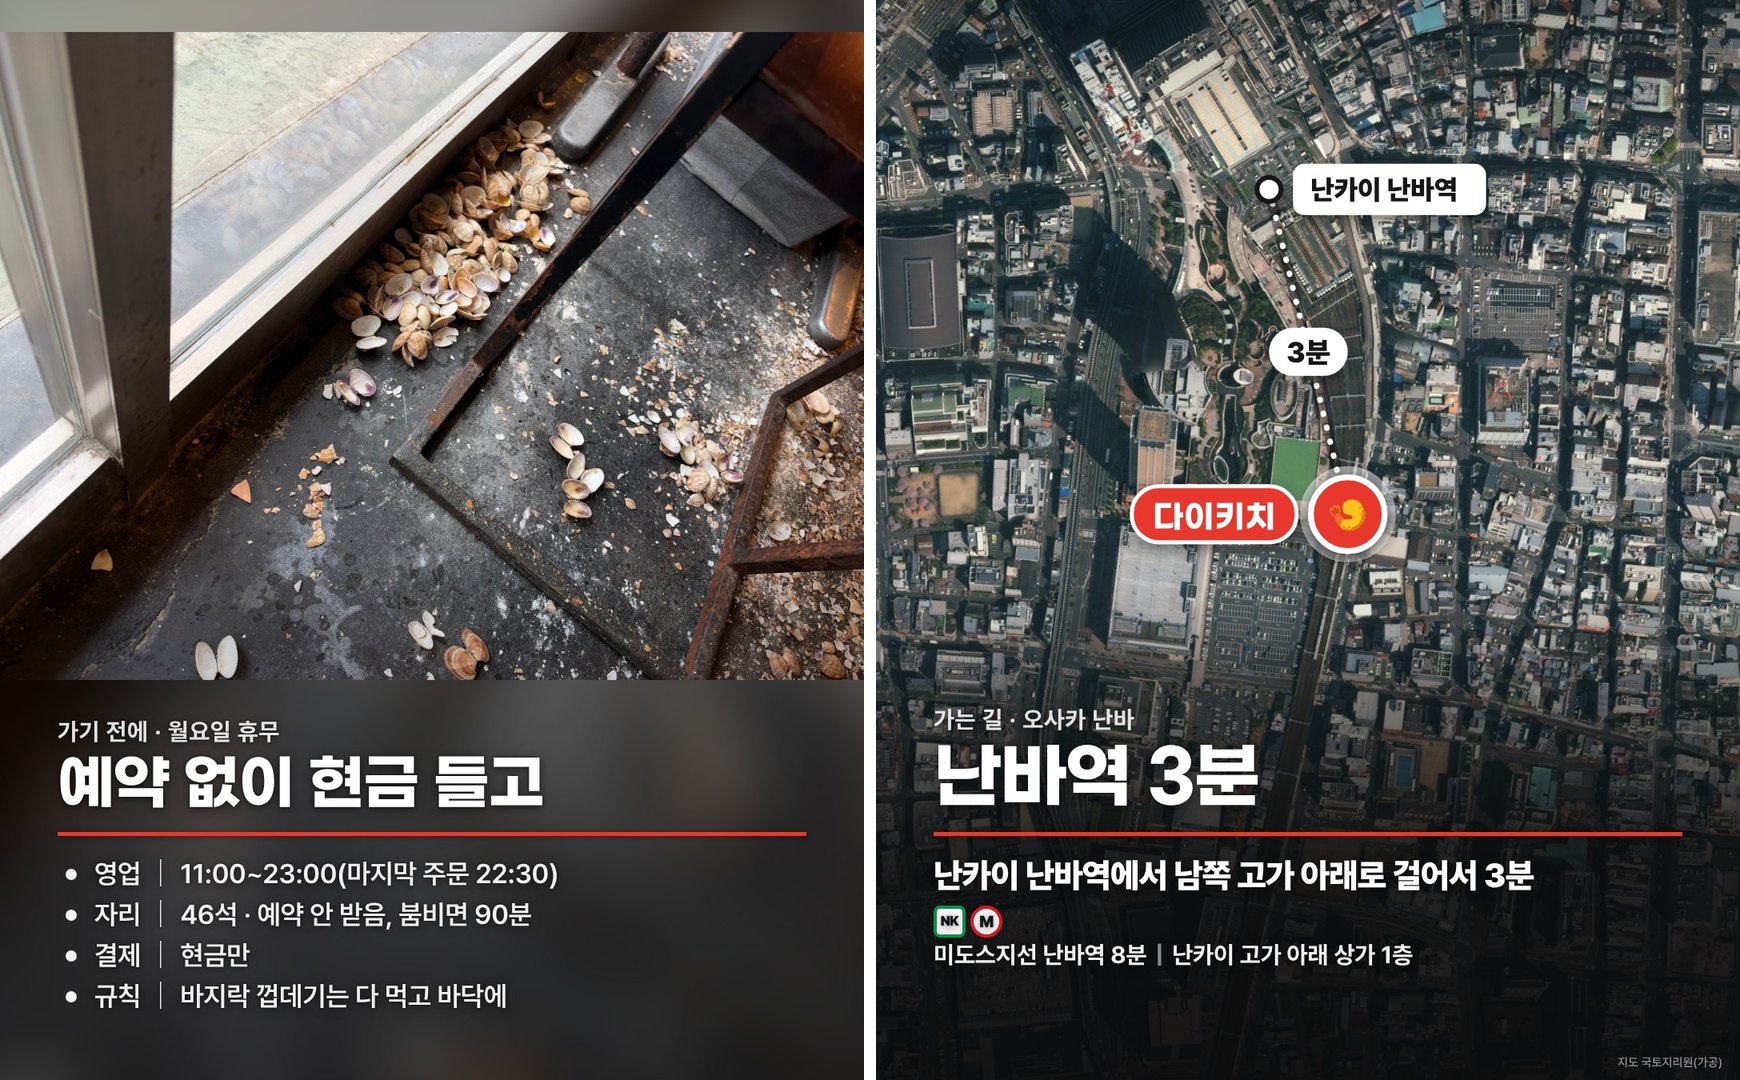 가기 전에 · 월요일 휴무
예약 없이 현금 들고
영업 | 11:00~23:00(마지막 주문 22:30)
자리 | 46석 · 예약 안 받음, 붐비면 90분
결제 | 현금만
규칙 | 바지락 껍데기는 다 먹고 바닥에
난카이 난바역
3분
다이키치
가는 길 · 오사카 난바
난바역 3분
난카이 난바역에서 남쪽 고가 아래로 걸어서 3분
NK M
미도스지선 난바역 8분 | 난카이 고가 아래 상가 1층
지도 국토지리원(가공)